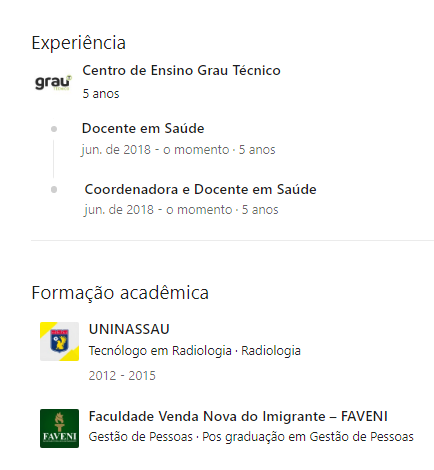 Experiência
grau
TÉCNICO
Centro de Ensino Grau Técnico
5 anos
Docente em Saúde
jun. de 2018 - o momento · 5 anos
Coordenadora e Docente em Saúde
jun. de 2018 - o momento · 5 anos
Formação acadêmica
UNINASSAU
Tecnólogo em Radiologia · Radiologia
2012 - 2015
FAVENI
Faculdade Venda Nova do Imigrante – FAVENI
Gestão de Pessoas · Pos graduação em Gestão de Pessoas